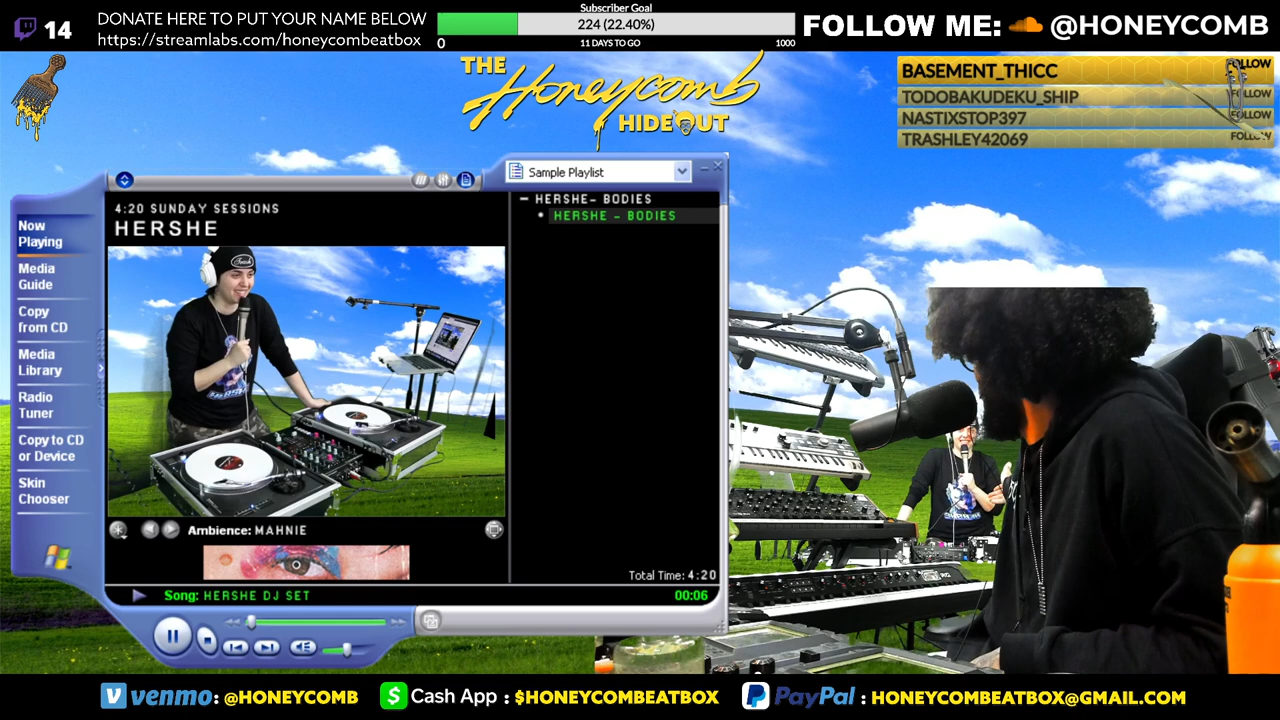 14
DONATE HERE TO PUT YOUR NAME BELOW
https://streamlabs.com/honeycombeatbox
Subscriber Goal
224 (22.40%)
0
11 DAYS TO GO
1000
FOLLOW ME: @HONEYCOMB
THE
Honeycomb
HIDEOUT
BASEMENT_THICC FOLLOW
TODOBAKUDEKU_SHIP FOLLOW
NASTIXSTOP397 FOLLOW
TRASHLEY42069 FOLLOW
Sample Playlist
4:20 SUNDAY SESSIONS
HERSHE
HERSHE- BODIES
HERSHE - BODIES
Now
Playing
Media
Guide
Copy
from CD
Media
Library
Radio
Tuner
Copy to CD
or Device
Skin
Chooser
Ambience: MAHNIE
Total Time: 4:20
Song: HERSHE DJ SET
00:06
venmo: @HONEYCOMB
$ Cash App : $HONEYCOMBEATBOX
PayPal : HONEYCOMBEATBOX@GMAIL.COM